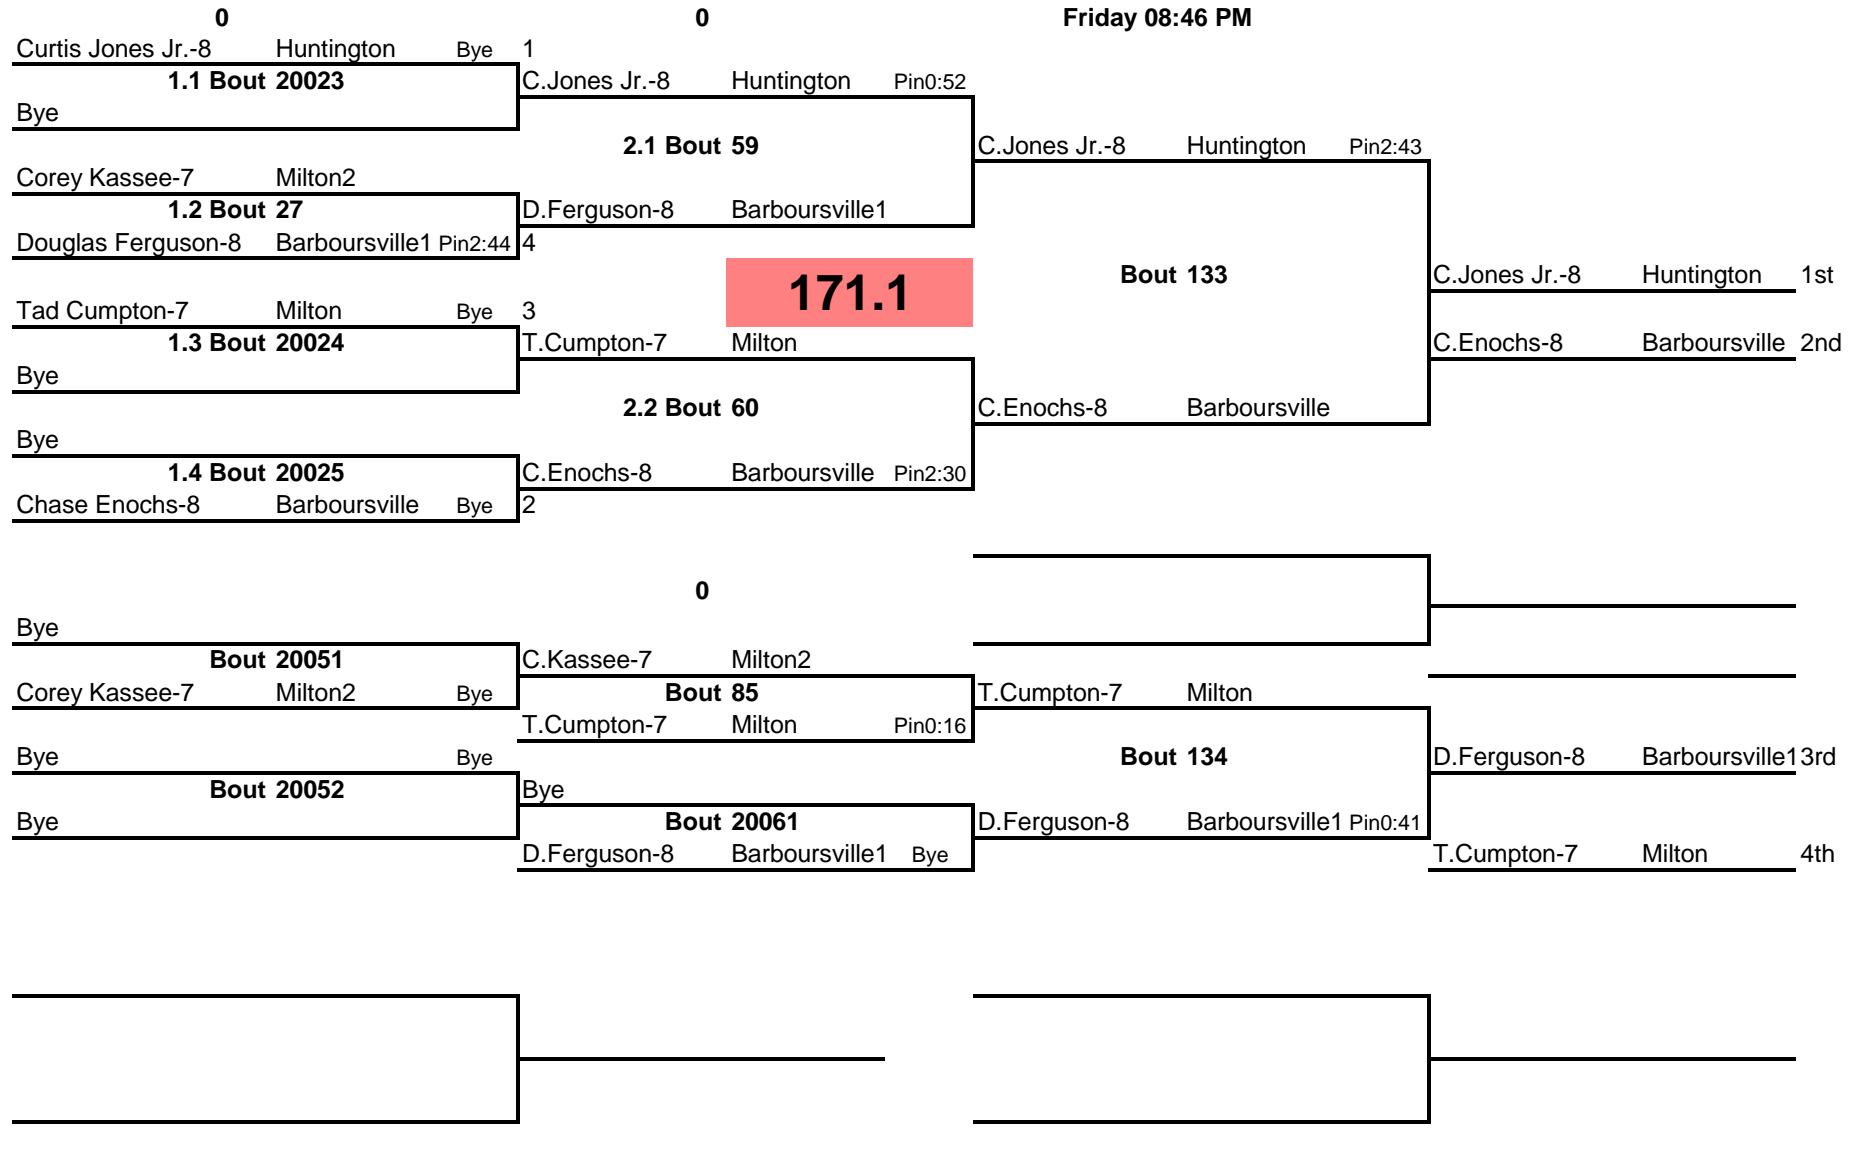 0 0 Friday 08:46 PM
Curtis Jones Jr.-8 Huntington Bye 1
1.1 Bout 20023 C.Jones Jr.-8 Huntington Pin0:52
Bye
2.1 Bout 59 C.Jones Jr.-8 Huntington Pin2:43
Corey Kassee-7 Milton2
1.2 Bout 27 D.Ferguson-8 Barboursville1
Douglas Ferguson-8 Barboursville1 Pin2:44 4
171.1 Bout 133 C.Jones Jr.-8 Huntington 1st
Tad Cumpton-7 Milton Bye 3
1.3 Bout 20024 T.Cumpton-7 Milton C.Enochs-8 Barboursville 2nd
Bye
2.2 Bout 60 C.Enochs-8 Barboursville
Bye
1.4 Bout 20025 C.Enochs-8 Barboursville Pin2:30
Chase Enochs-8 Barboursville Bye 2
0
Bye
Bout 20051 C.Kassee-7 Milton2
Corey Kassee-7 Milton2 Bye Bout 85 T.Cumpton-7 Milton
T.Cumpton-7 Milton Pin0:16
Bye Bye Bout 134 D.Ferguson-8 Barboursville1 3rd
Bout 20052 Bye
Bye Bout 20061 D.Ferguson-8 Barboursville1 Pin0:41
D.Ferguson-8 Barboursville1 Bye T.Cumpton-7 Milton 4th